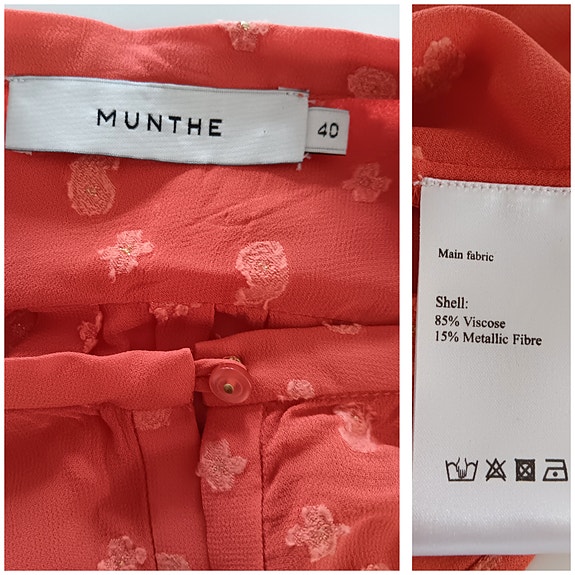 MUNTHE
40
Main fabric
Shell:
85% Viscose
15% Metallic Fibre